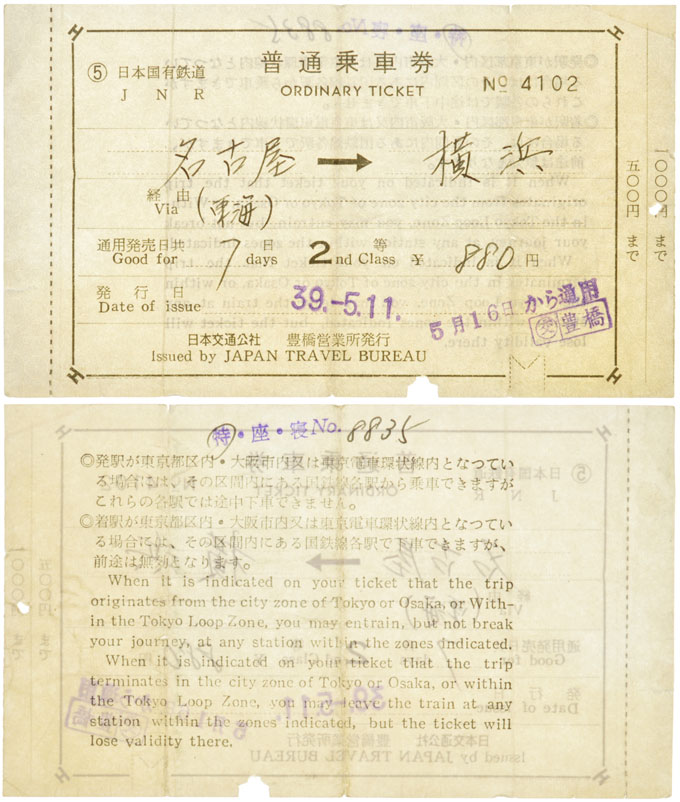 普通乗車券
ORDINARY TICKET
⑤ 日本国有鉄道
J N R
№ 4102
名古屋 → 横浜
経由
Via (東海)
通用発売日共 7 日 2 等 880 円
Good for 7 days 2nd Class ¥
発行日
Date of issue
39.-5.11.
5月16日から通用
豊橋
日本交通公社 豊橋営業所発行
Issued by JAPAN TRAVEL BUREAU
一〇〇〇円 まで
五〇〇円 まで
特・座・寝 No. 8835
◎発駅が東京都区内・大阪市内又は東京電車環状線内となつてい
る場合には、その区間内にある国鉄線各駅から乗車できますが
これらの各駅では途中下車できません。
◎着駅が東京都区内・大阪市内又は東京電車環状線内となつてい
る場合には、その区間内にある国鉄線各駅で下車できますが、
前途は無効となります。
When it is indicated on your ticket that the trip
originates from the city zone of Tokyo or Osaka, or With-
in the Tokyo Loop Zone, you may entrain, but not break
your journey, at any station within the zones indicated.
When it is indicated on your ticket that the trip
terminates in the city zone of Tokyo or Osaka, or within
the Tokyo Loop Zone, you may leave the train at any
station within the zones indicated, but the ticket will
lose validity there.